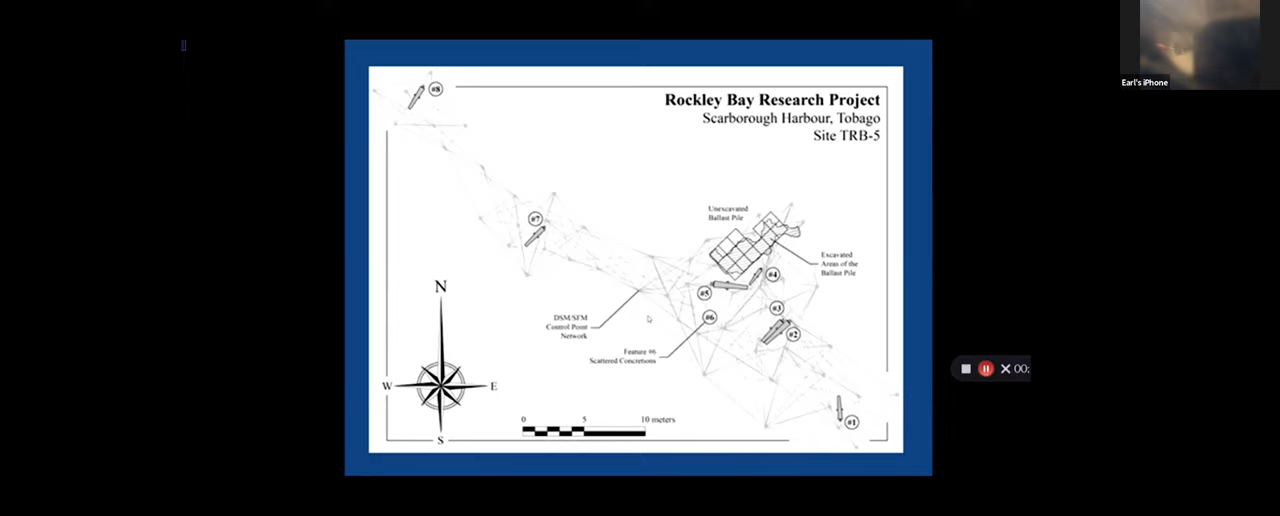 Earl's iPhone
#8
Rockley Bay Research Project
Scarborough Harbour, Tobago
Site TRB-5
#7
Unexcavated
Ballast Pile
Excavated
Areas of the
Ballast Pile
#4
#5
#3
#6
#2
N
DSM/SFM
Control Point
Network
Feature #6
Scattered Concretions
W
E
S
0 5 10 meters
#1
00: